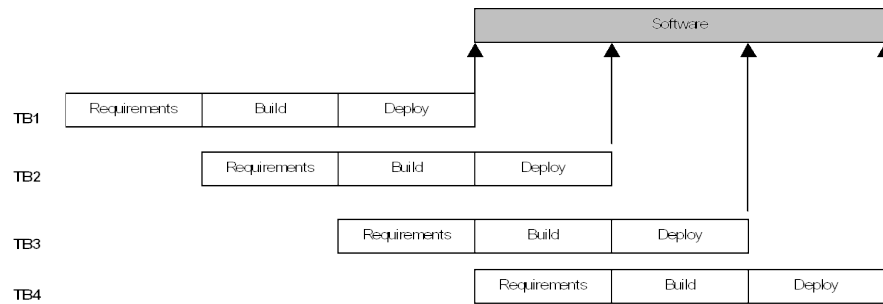 Software
TB1 Requirements Build Deploy
TB2 Requirements Build Deploy
TB3 Requirements Build Deploy
TB4 Requirements Build Deploy